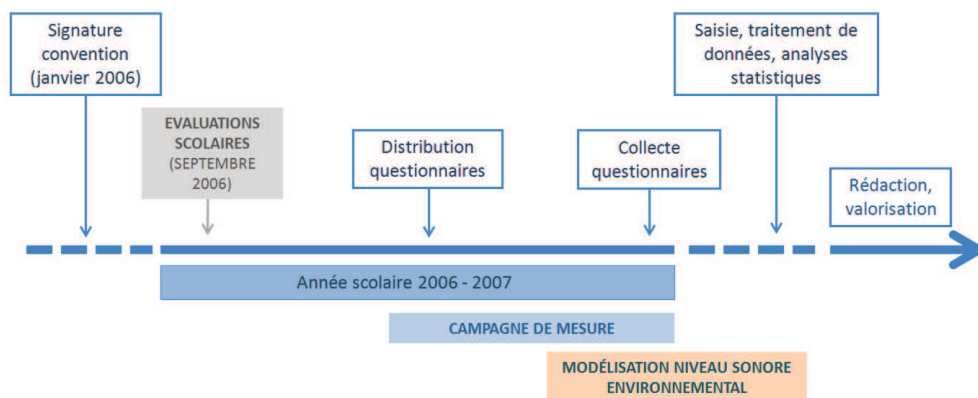 Signature
convention
(janvier 2006)
EVALUATIONS
SCOLAIRES
(SEPTEMBRE
2006)
Distribution
questionnaires
Collecte
questionnaires
Saisie, traitement de
données, analyses
statistiques
Rédaction,
valorisation
Année scolaire 2006 - 2007
CAMPAGNE DE MESURE
MODÉLISATION NIVEAU SONORE
ENVIRONNEMENTAL